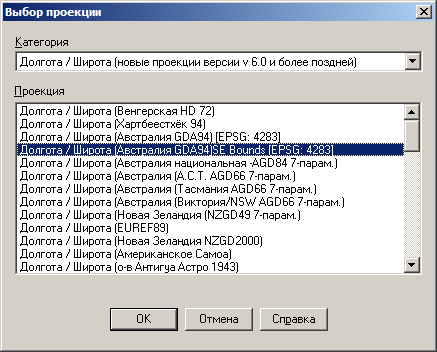 Выбор проекции
Категория
Долгота / Широта (новые проекции версии v 6.0 и более поздней)
Проекция
Долгота / Широта (Венгерская HD 72)
Долгота / Широта (Хартбеестхёк 94)
Долгота / Широта (Австралия GDA94) [EPSG: 4283]
Долгота / Широта (Австралия GDA94)SE Bounds [EPSG: 4283]
Долгота / Широта (Австралия национальная -AGD84 7-парам.)
Долгота / Широта (А.С.Т. AGD66 7-парам.)
Долгота / Широта (Тасмания AGD66 7-парам.)
Долгота / Широта (Австралия (Виктория/NSW AGD66 7-парам.)
Долгота / Широта (Новая Зеландия (NZGD49 7-парам.)
Долгота / Широта (EUREF89)
Долгота / Широта (Новая Зеландия NZGD2000)
Долгота / Широта (Американское Самоа)
Долгота / Широта (о-в Антигуа Астро 1943)
OK
Отмена
Справка